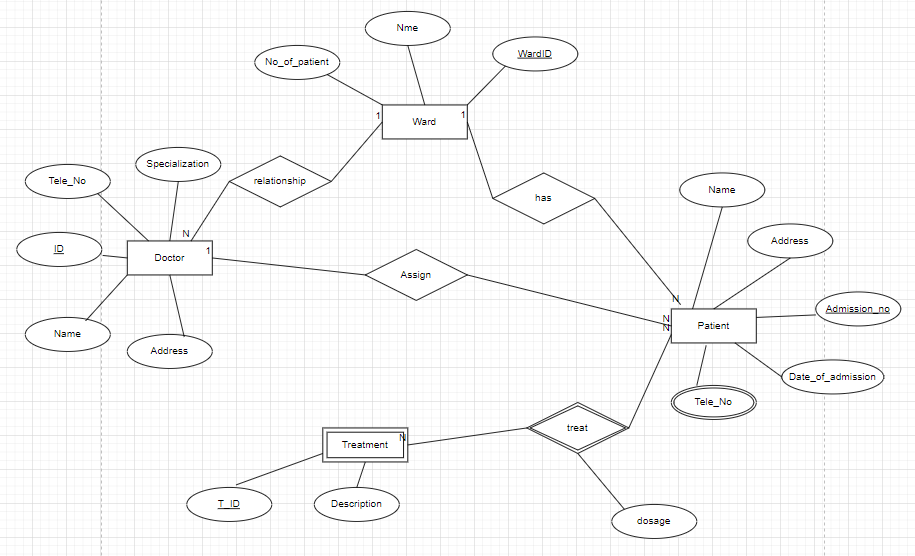 Nme
No_of_patient
WardID
1
Ward
1
Specialization
Tele_No
relationship
Name
has
N
ID
Doctor
1
Address
Assign
N
Admission_no
N
N
Patient
Name
Address
Date_of_admission
Tele_No
treat
Treatment
N
T_ID
Description
dosage